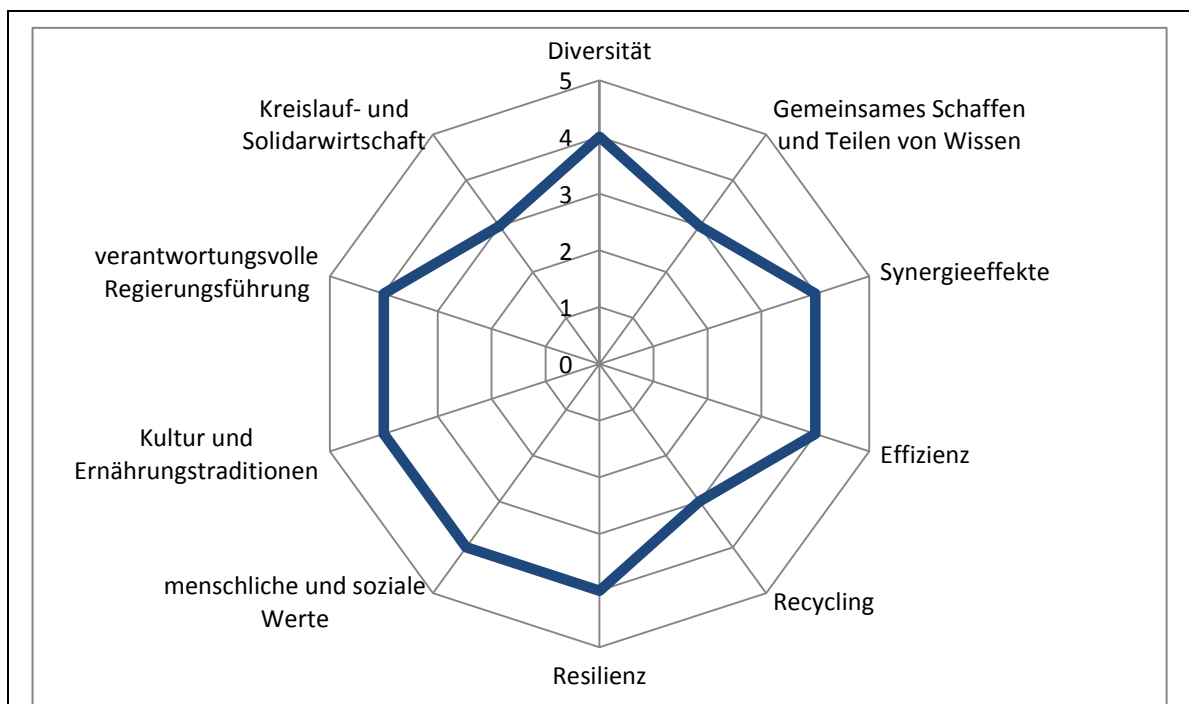 Diversität
5
4
3
2
1
0
Gemeinsames Schaffen
und Teilen von Wissen
Synergieeffekte
Effizienz
Recycling
Resilienz
menschliche und soziale
Werte
Kultur und
Ernährungstraditionen
verantwortungsvolle
Regierungsführung
Kreislauf- und
Solidarwirtschaft